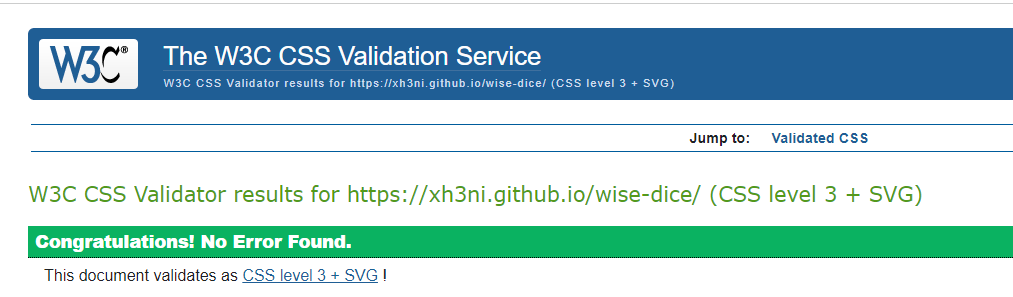 W3C®
The W3C CSS Validation Service
W3C CSS Validator results for https://xh3ni.github.io/wise-dice/ (CSS level 3 + SVG)
Jump to: Validated CSS
W3C CSS Validator results for https://xh3ni.github.io/wise-dice/ (CSS level 3 + SVG)
Congratulations! No Error Found.
This document validates as CSS level 3 + SVG !